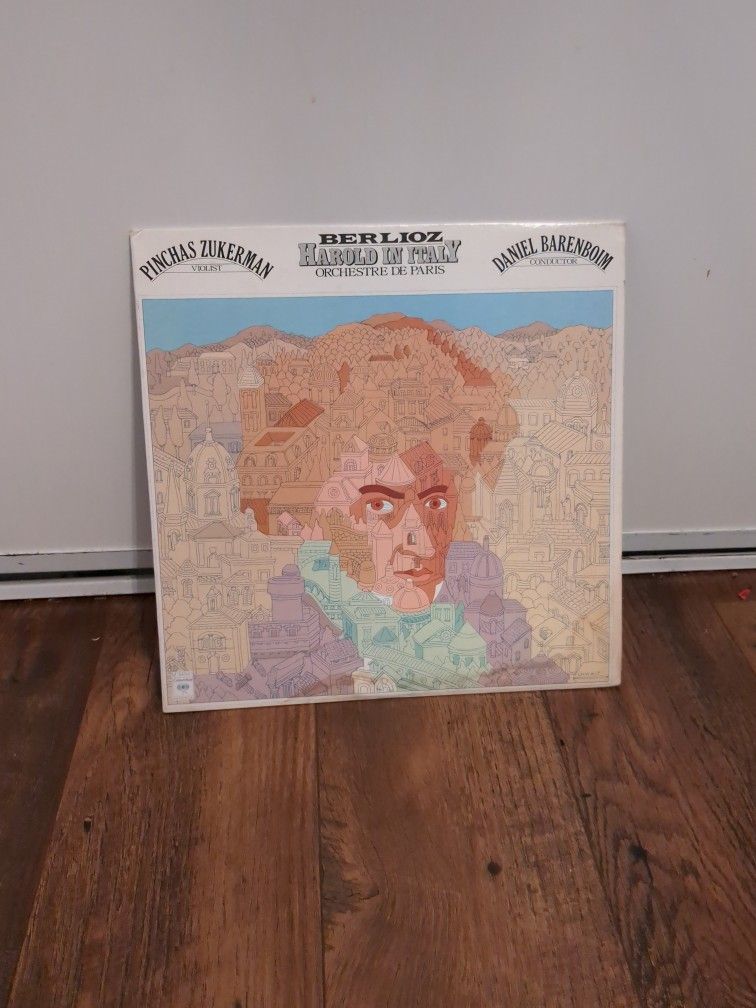 PINCHAS ZUKERMAN
VIOLIST
BERLIOZ
HAROLD IN ITALY
ORCHESTRE DE PARIS
DANIEL BARENBOIM
CONDUCTOR